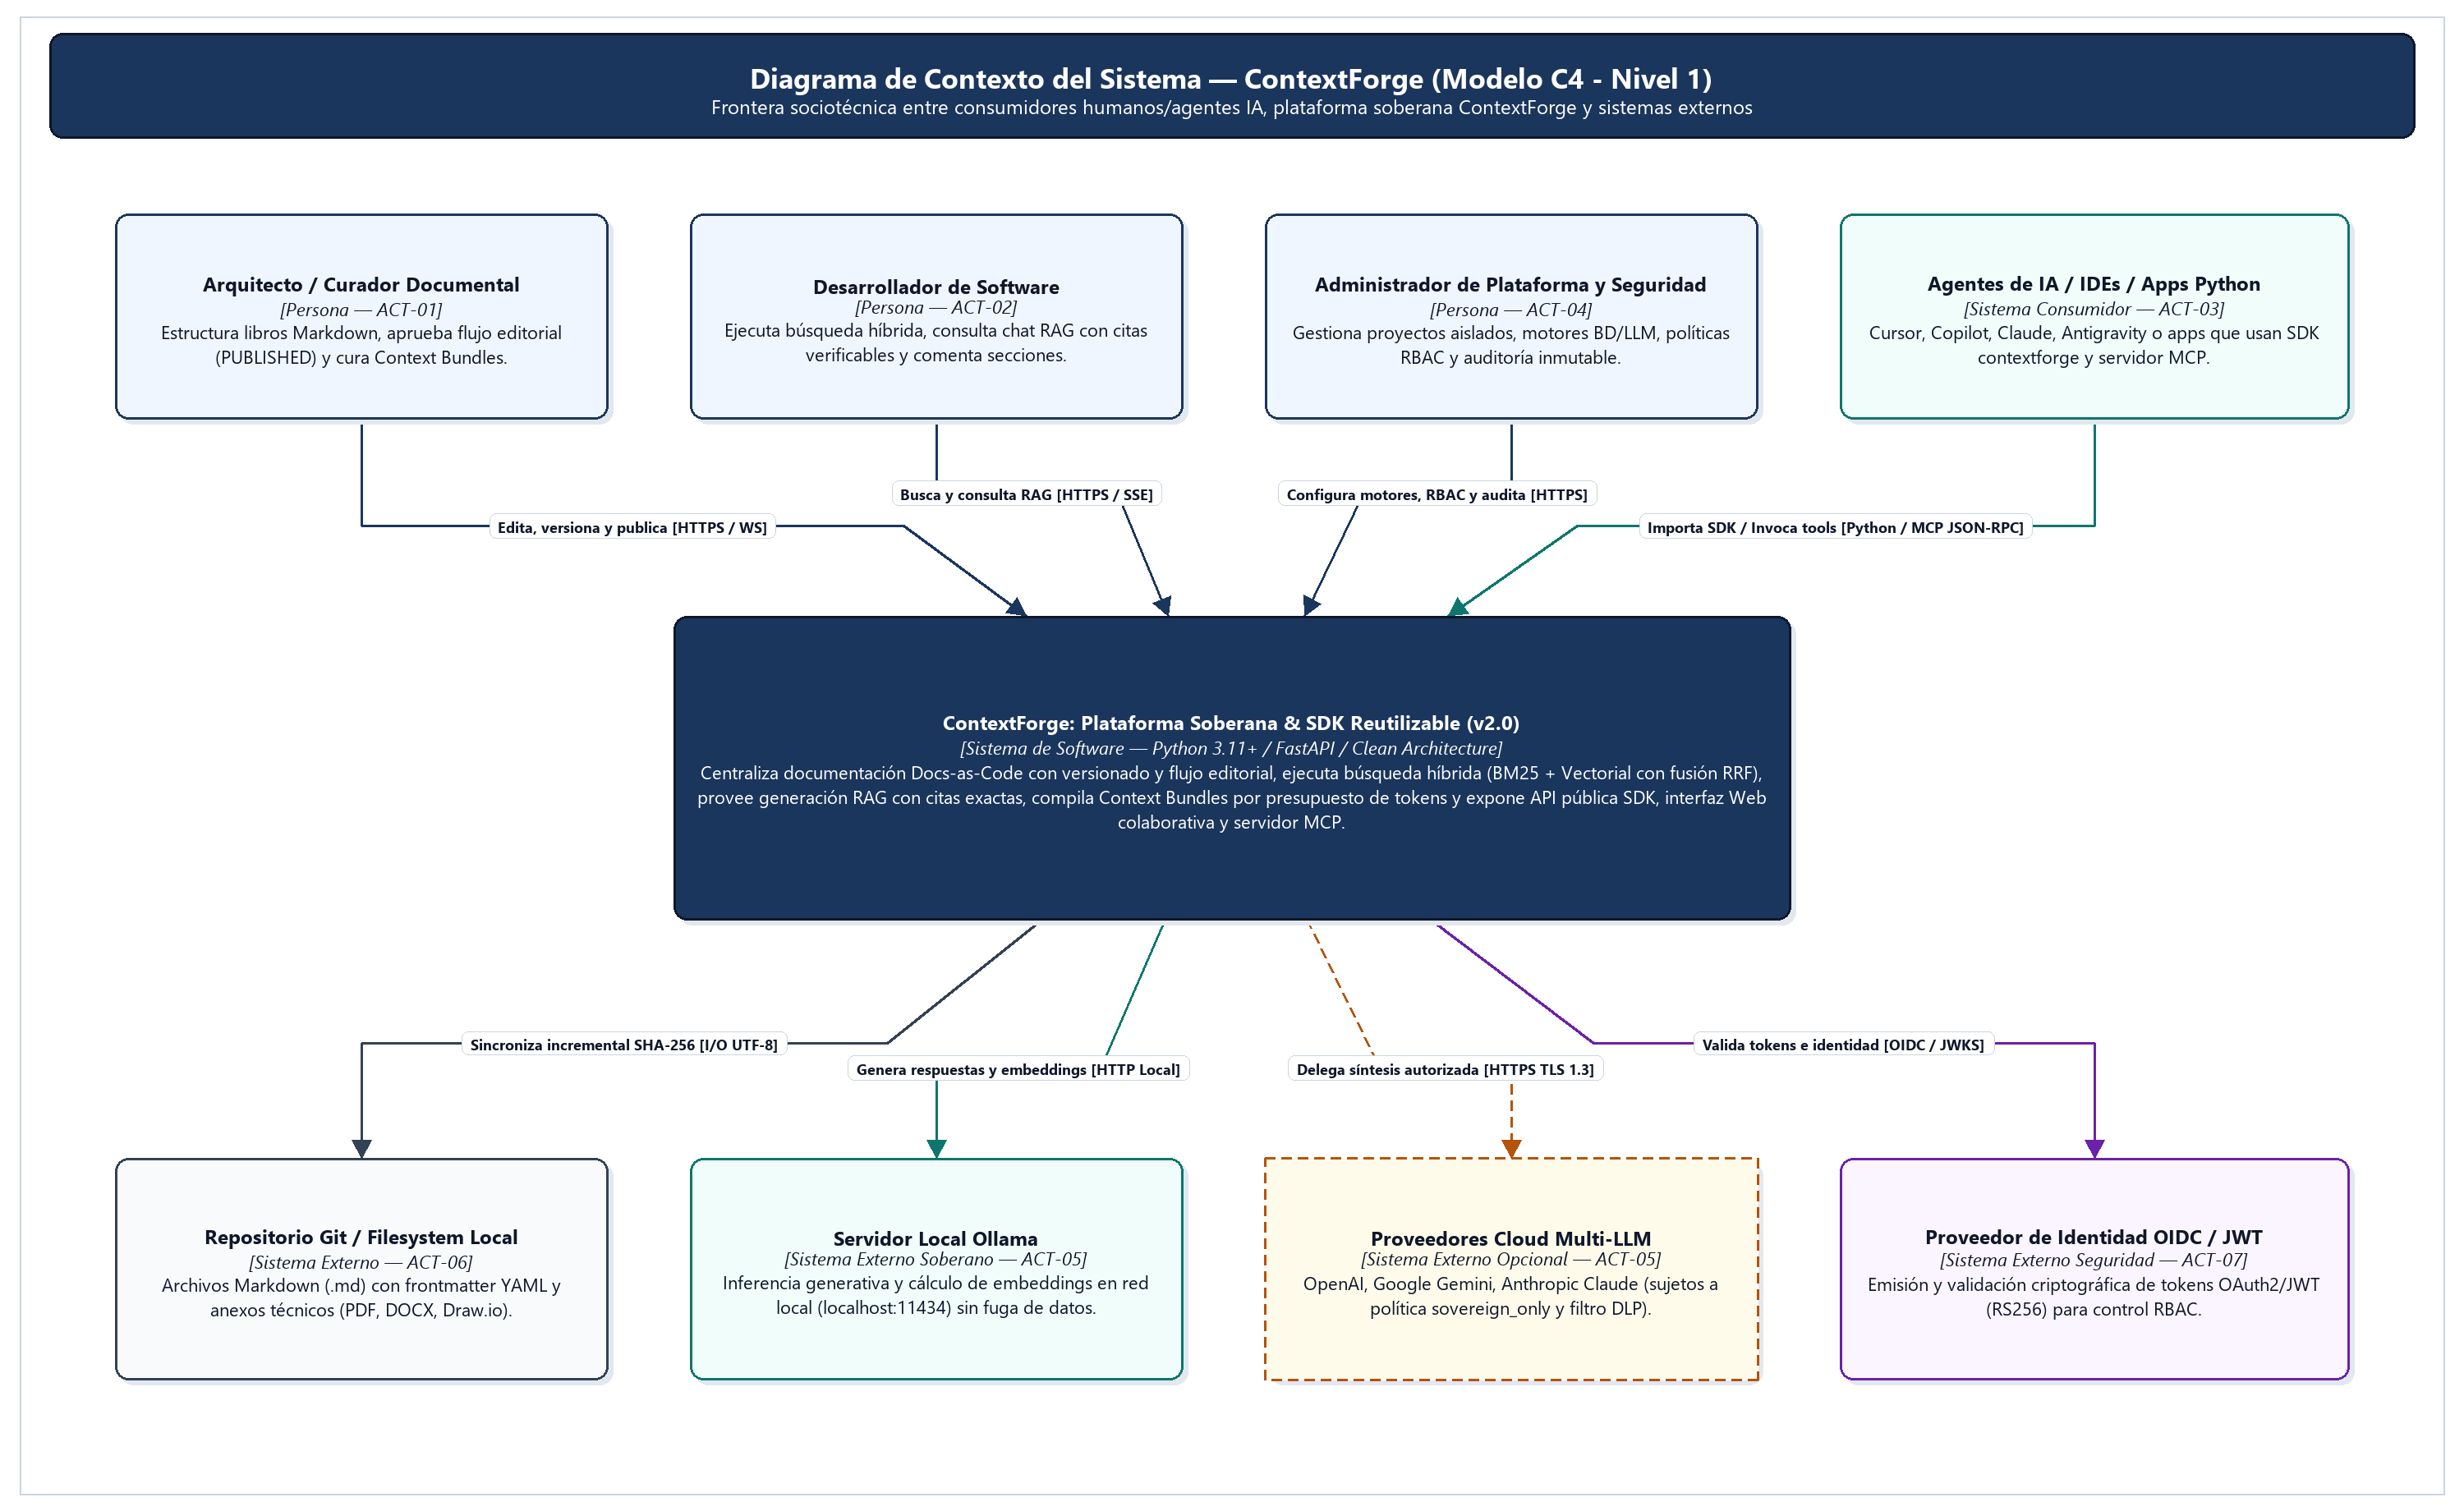 Diagrama de Contexto del Sistema — ContextForge (Modelo C4 - Nivel 1)
Frontera sociotécnica entre consumidores humanos/agentes IA, plataforma soberana ContextForge y sistemas externos
Arquitecto / Curador Documental
[Persona — ACT-01]
Estructura libros Markdown, aprueba flujo editorial
(PUBLISHED) y cura Context Bundles.
Desarrollador de Software
[Persona — ACT-02]
Ejecuta búsqueda híbrida, consulta chat RAG con citas
verificables y comenta secciones.
Administrador de Plataforma y Seguridad
[Persona — ACT-04]
Gestiona proyectos aislados, motores BD/LLM, políticas
RBAC y auditoría inmutable.
Agentes de IA / IDEs / Apps Python
[Sistema Consumidor — ACT-03]
Cursor, Copilot, Claude, Antigravity o apps que usan SDK
contextforge y servidor MCP.
Busca y consulta RAG [HTTPS / SSE]
Configura motores, RBAC y audita [HTTPS]
Edita, versiona y publica [HTTPS / WS]
Importa SDK / Invoca tools [Python / MCP JSON-RPC]
ContextForge: Plataforma Soberana & SDK Reutilizable (v2.0)
[Sistema de Software — Python 3.11+ / FastAPI / Clean Architecture]
Centraliza documentación Docs-as-Code con versionado y flujo editorial, ejecuta búsqueda híbrida (BM25 + Vectorial con fusión RRF),
provee generación RAG con citas exactas, compila Context Bundles por presupuesto de tokens y expone API pública SDK, interfaz Web
colaborativa y servidor MCP.
Sincroniza incremental SHA-256 [I/O UTF-8]
Valida tokens e identidad [OIDC / JWKS]
Genera respuestas y embeddings [HTTP Local]
Delega síntesis autorizada [HTTPS TLS 1.3]
Repositorio Git / Filesystem Local
[Sistema Externo — ACT-06]
Archivos Markdown (.md) con frontmatter YAML y
anexos técnicos (PDF, DOCX, Draw.io).
Servidor Local Ollama
[Sistema Externo Soberano — ACT-05]
Inferencia generativa y cálculo de embeddings en red
local (localhost:11434) sin fuga de datos.
Proveedores Cloud Multi-LLM
[Sistema Externo Opcional — ACT-05]
OpenAI, Google Gemini, Anthropic Claude (sujetos a
política sovereign_only y filtro DLP).
Proveedor de Identidad OIDC / JWT
[Sistema Externo Seguridad — ACT-07]
Emisión y validación criptográfica de tokens OAuth2/JWT
(RS256) para control RBAC.